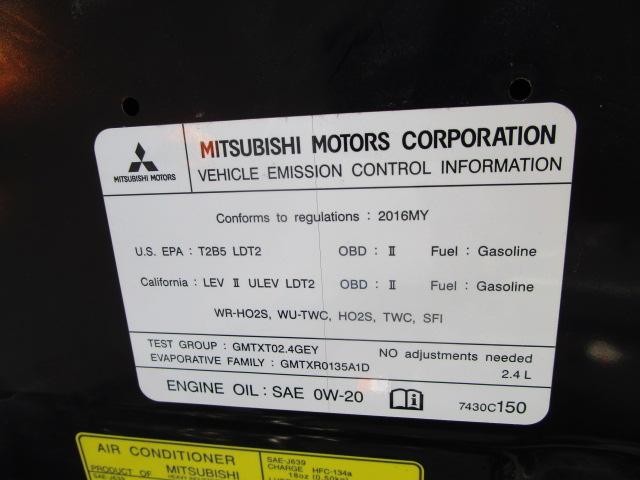 MITSUBISHI MOTORS
MITSUBISHI MOTORS CORPORATION
VEHICLE EMISSION CONTROL INFORMATION
Conforms to regulations : 2016MY
U.S. EPA : T2B5 LDT2 OBD : II Fuel : Gasoline
California : LEV II ULEV LDT2 OBD : II Fuel : Gasoline
WR-HO2S, WU-TWC, HO2S, TWC, SFI
TEST GROUP : GMTXT02.4GEY
EVAPORATIVE FAMILY : GMTXR0135A1D
NO adjustments needed
2.4 L
ENGINE OIL : SAE 0W-20
7430C150
AIR CONDITIONER
PRODUCT OF MITSUBISHI
SAE-J639
CHARGE HFC-134a
18oz (0.50kg)